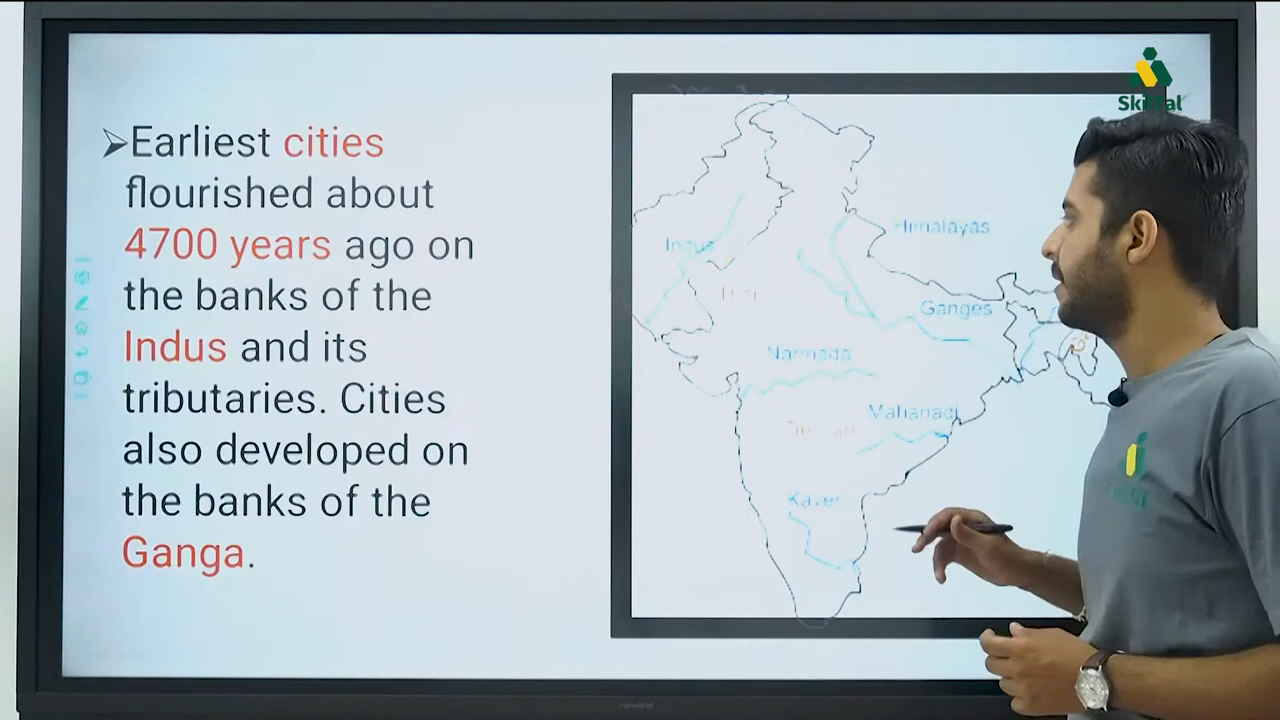 ➢Earliest cities
flourished about
4700 years ago on
the banks of the
Indus and its
tributaries. Cities
also developed on
the banks of the
Ganga.
Himalayas
Indus
Thar
Ganges
Narmada
Mahanadi
Kaveri